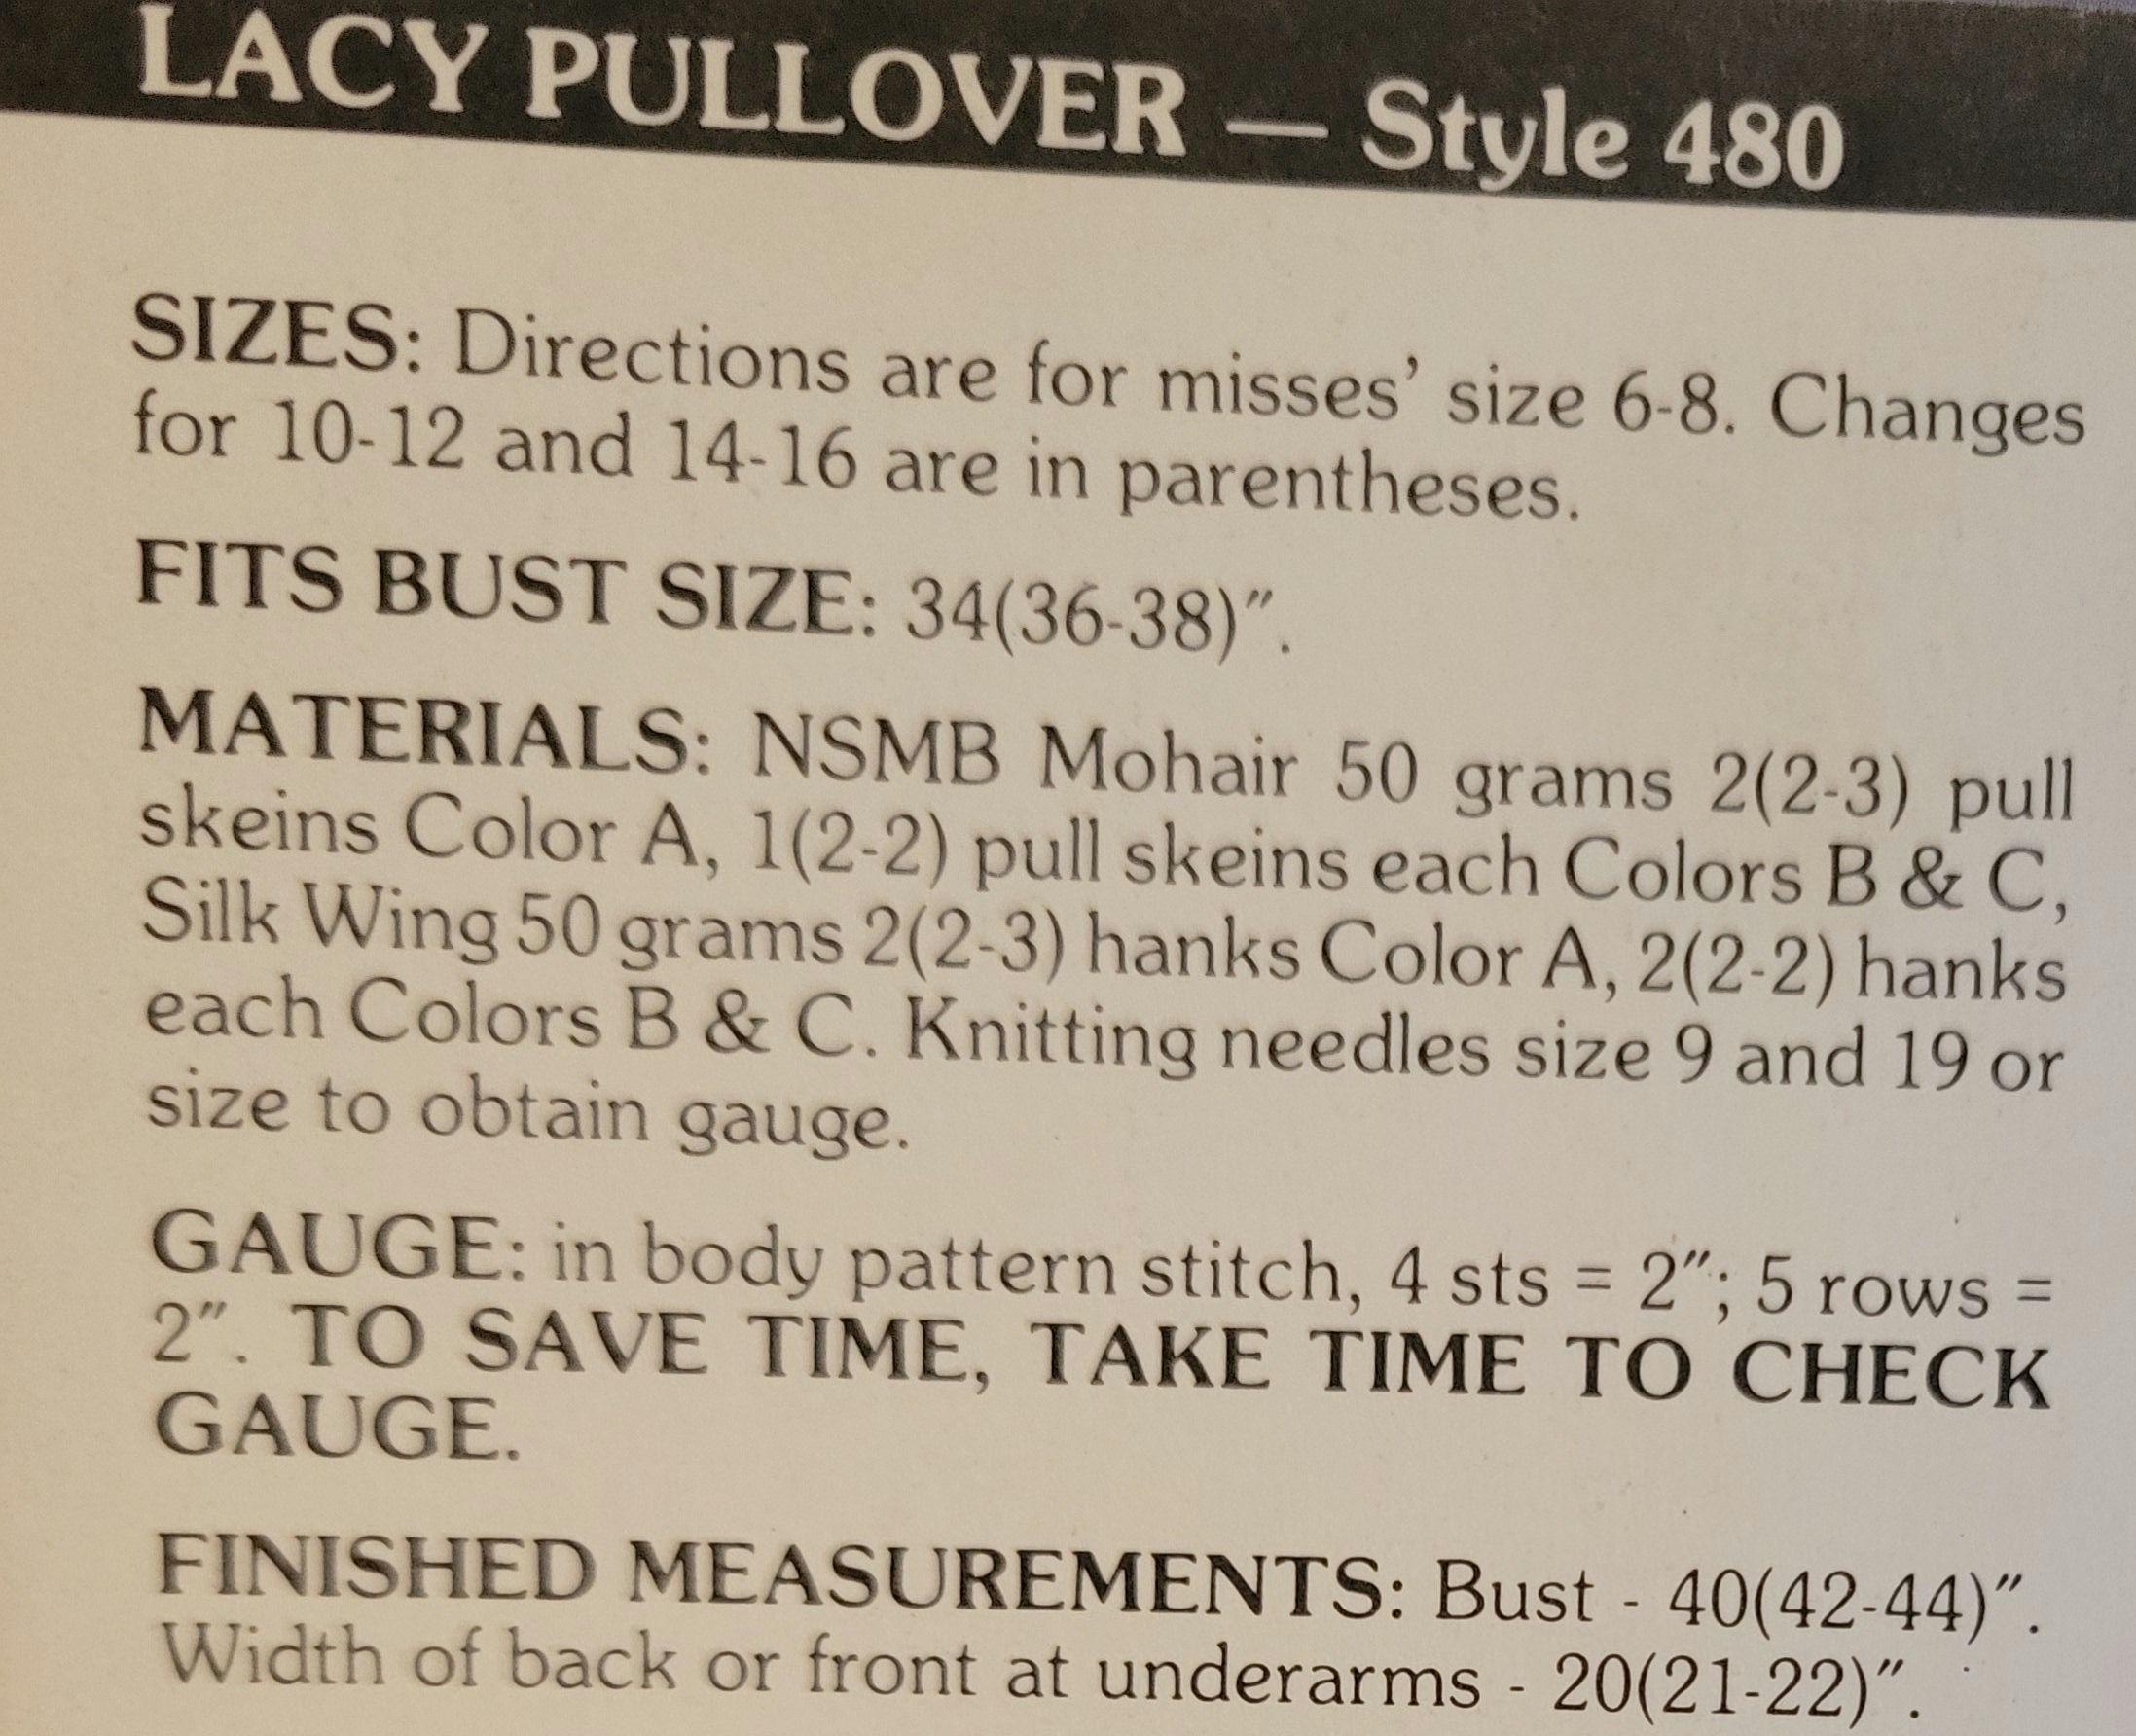 LACY PULLOVER — Style 480
SIZES: Directions are for misses’ size 6-8. Changes
for 10-12 and 14-16 are in parentheses.
FITS BUST SIZE: 34(36-38)″.
MATERIALS: NSMB Mohair 50 grams 2(2-3) pull
skeins Color A, 1(2-2) pull skeins each Colors B & C,
Silk Wing 50 grams 2(2-3) hanks Color A, 2(2-2) hanks
each Colors B & C. Knitting needles size 9 and 19 or
size to obtain gauge.
GAUGE: in body pattern stitch, 4 sts = 2″; 5 rows =
2″. TO SAVE TIME, TAKE TIME TO CHECK
GAUGE.
FINISHED MEASUREMENTS: Bust - 40(42-44)″.
Width of back or front at underarms - 20(21-22)″.